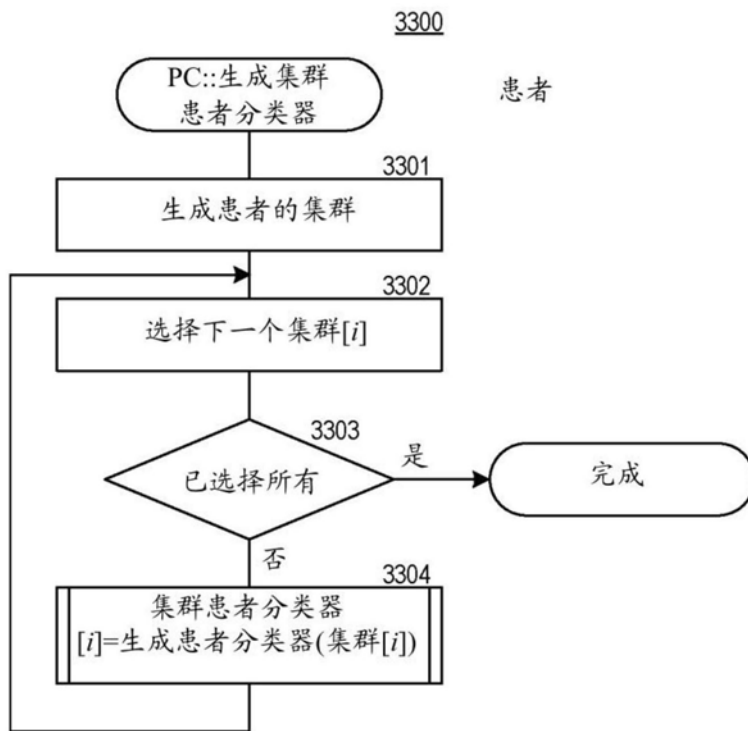 3300
PC::生成集群
患者分类器
患者
3301
生成患者的集群
3302
选择下一个集群[i]
3303
已选择所有
是
完成
否
3304
集群患者分类器
[i]=生成患者分类器(集群[i])